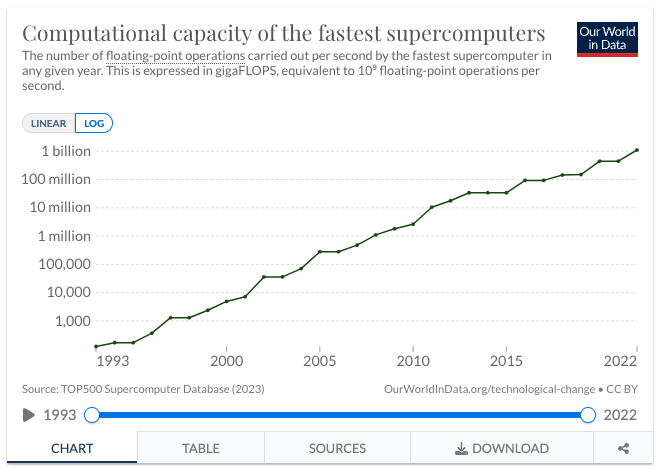 Computational capacity of the fastest supercomputers
Our World
in Data
The number of floating-point operations carried out per second by the fastest supercomputer in
any given year. This is expressed in gigaFLOPS, equivalent to 10⁹ floating-point operations per
second.
LINEAR LOG
1 billion
100 million
10 million
1 million
100,000
10,000
1,000
1993 2000 2005 2010 2015 2022
Source: TOP500 Supercomputer Database (2023) OurWorldInData.org/technological-change • CC BY
1993 2022
CHART TABLE SOURCES DOWNLOAD